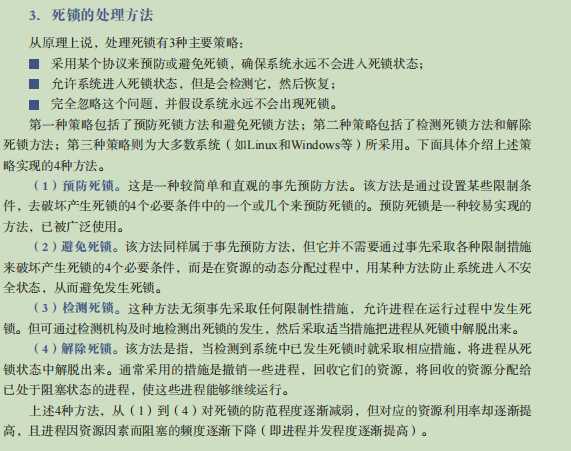 3. 死锁的处理方法
从原理上说，处理死锁有3种主要策略：
■ 采用某个协议来预防或避免死锁，确保系统永远不会进入死锁状态；
■ 允许系统进入死锁状态，但是会检测它，然后恢复；
■ 完全忽略这个问题，并假设系统永远不会出现死锁。
第一种策略包括了预防死锁方法和避免死锁方法；第二种策略包括了检测死锁方法和解除
死锁方法；第三种策略则为大多数系统（如Linux和Windows等）所采用。下面具体介绍上述策
略实现的4种方法。
（1）预防死锁。这是一种较简单和直观的事先预防方法。该方法是通过设置某些限制条
件，去破坏产生死锁的4个必要条件中的一个或几个来预防死锁的。预防死锁是一种较易实现的
方法，已被广泛使用。
（2）避免死锁。该方法同样属于事先预防方法，但它并不需要通过事先采取各种限制措施
来破坏产生死锁的4个必要条件，而是在资源的动态分配过程中，用某种方法防止系统进入不安
全状态，从而避免发生死锁。
（3）检测死锁。这种方法无须事先采取任何限制性措施，允许进程在运行过程中发生死
锁。但可通过检测机构及时地检测出死锁的发生，然后采取适当措施把进程从死锁中解脱出来。
（4）解除死锁。该方法是指，当检测到系统中已发生死锁时就采取相应措施，将进程从死
锁状态中解脱出来。通常采用的措施是撤销一些进程，回收它们的资源，将回收的资源分配给
已处于阻塞状态的进程，使这些进程能够继续运行。
上述4种方法，从（1）到（4）对死锁的防范程度逐渐减弱，但对应的资源利用率却逐渐提
高，且进程因资源因素而阻塞的频度逐渐下降（即进程并发程度逐渐提高）。